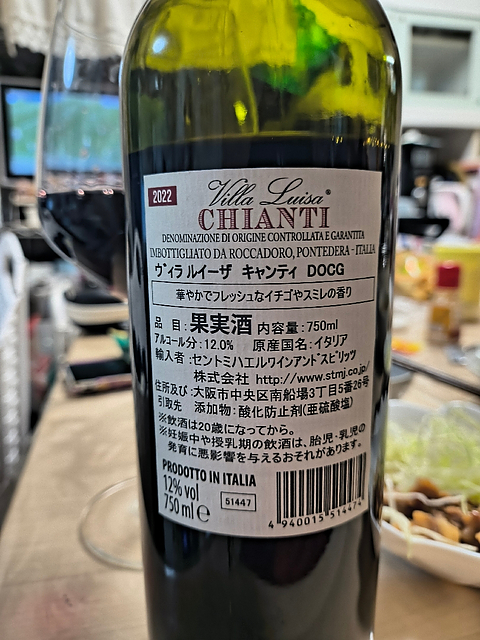 2022
Villa Luisa®
CHIANTI
DENOMINAZIONE DI ORIGINE CONTROLLATA E GARANTITA
IMBOTTIGLIATO DA ROCCADORO, PONTEDERA - ITALIA
ヴィラ ルイーザ キャンティ DOCG
華やかでフレッシュなイチゴやスミレの香り
品 目:果実酒 内容量:750ml
アルコール分:12.0% 原産国名:イタリア
輸入者:セントミハエルワインアンドスピリッツ
株式会社 http://www.stmj.co.jp/
住所及び:大阪市中央区南船場3丁目5番26号
引取先 添加物:酸化防止剤(亜硫酸塩)
※飲酒は20歳になってから。
※妊娠中や授乳期の飲酒は、胎児・乳児の
発育に悪影響を与えるおそれがあります。
PRODOTTO IN ITALIA
12% vol
750 ml ℮
51447
4 940015 514474